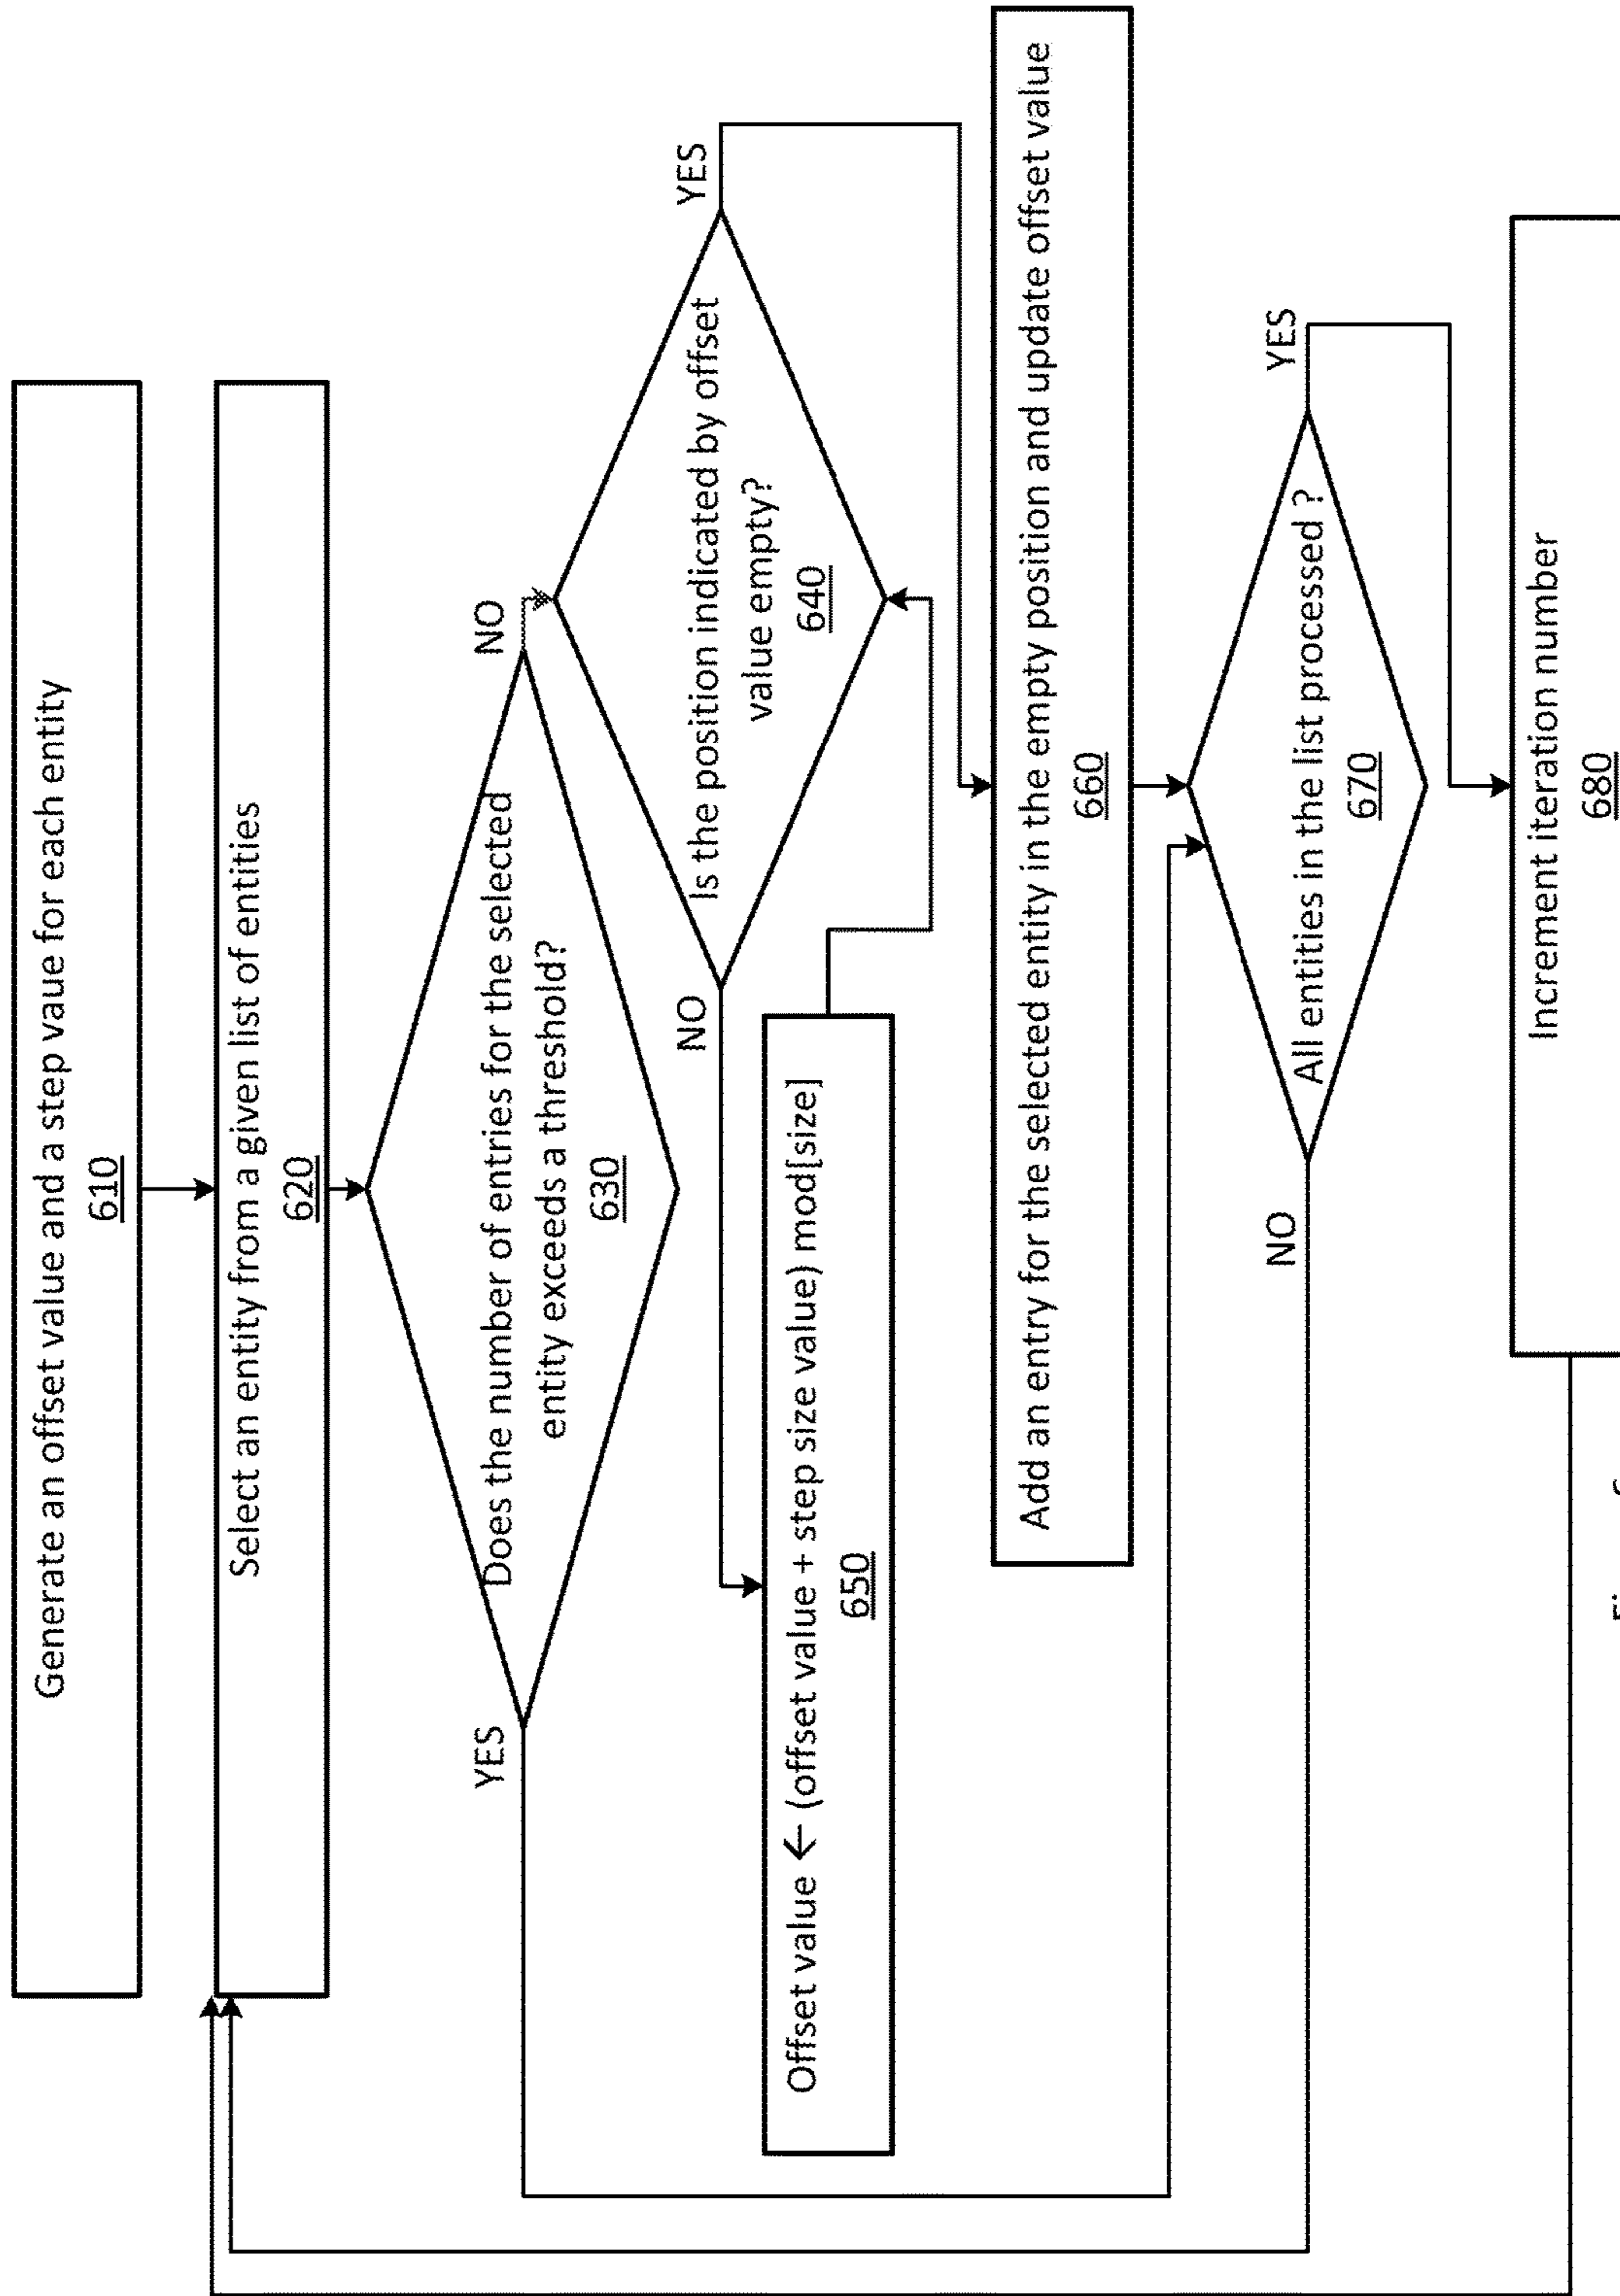 Generate an offset value and a step value for each entity
610
Select an entity from a given list of entities
620
Does the number of entries for the selected
entity exceeds a threshold?
630
YES
NO
Is the position indicated by offset
value empty?
640
NO
YES
Offset value ← (offset value + step size value) mod[size]
650
Add an entry for the selected entity in the empty position and update offset value
660
All entities in the list processed ?
670
NO
YES
Increment iteration number
680